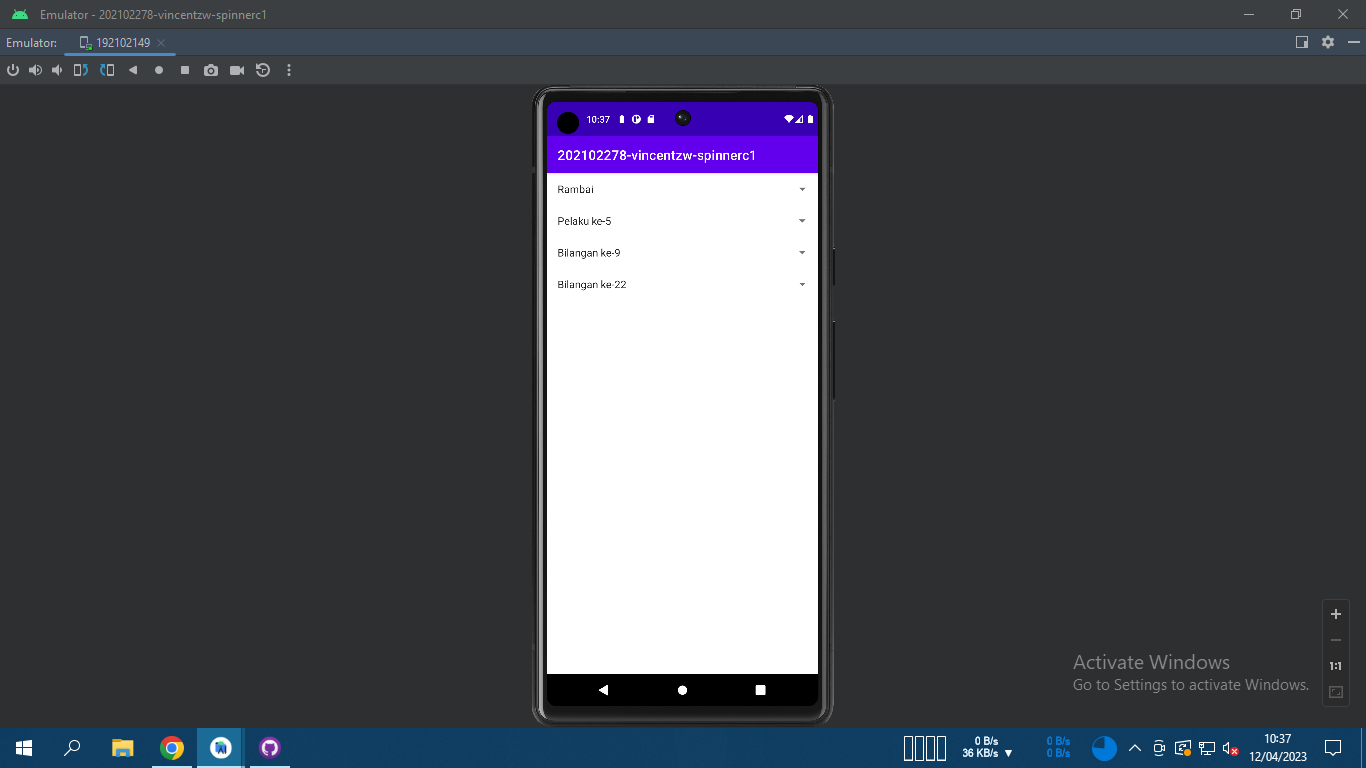 Emulator - 202102278-vincentzw-spinnerc1
Emulator:
192102149
10:37
202102278-vincentzw-spinnerc1
Rambai
Pelaku ke-5
Bilangan ke-9
Bilangan ke-22
1:1
Activate Windows
Go to Settings to activate Windows.
0 B/s
36 KB/s
0 B/s
0 B/s
10:37
12/04/2023